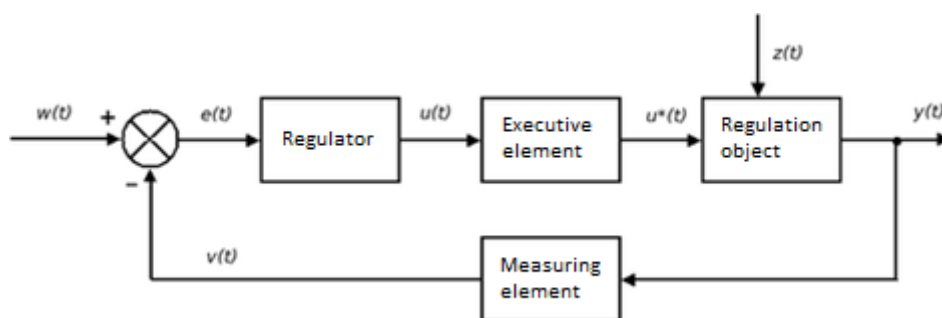 z(t)
w(t)
+
e(t)
Regulator
u(t)
Executive
element
u*(t)
Regulation
object
y(t)
−
v(t)
Measuring
element